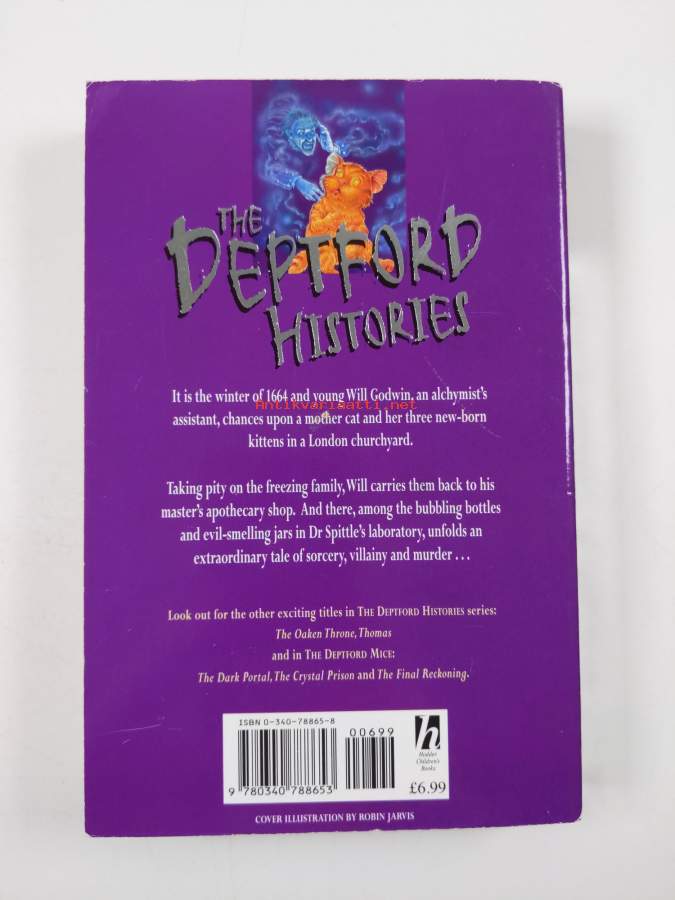 THE
DEPTFORD
HISTORIES
It is the winter of 1664 and young Will Godwin, an alchymist's
Antikvariaatti.net
assistant, chances upon a mother cat and her three new-born
kittens in a London churchyard.
Taking pity on the freezing family, Will carries them back to his
master's apothecary shop. And there, among the bubbling bottles
and evil-smelling jars in Dr Spittle's laboratory, unfolds an
extraordinary tale of sorcery, villainy and murder . . .
Look out for the other exciting titles in THE DEPTFORD HISTORIES series:
The Oaken Throne, Thomas
and in THE DEPTFORD MICE:
The Dark Portal, The Crystal Prison and The Final Reckoning.
ISBN 0-340-78865-8
00699
9 780340 788653
h
Hodder
Children's
Books
£6.99
COVER ILLUSTRATION BY ROBIN JARVIS